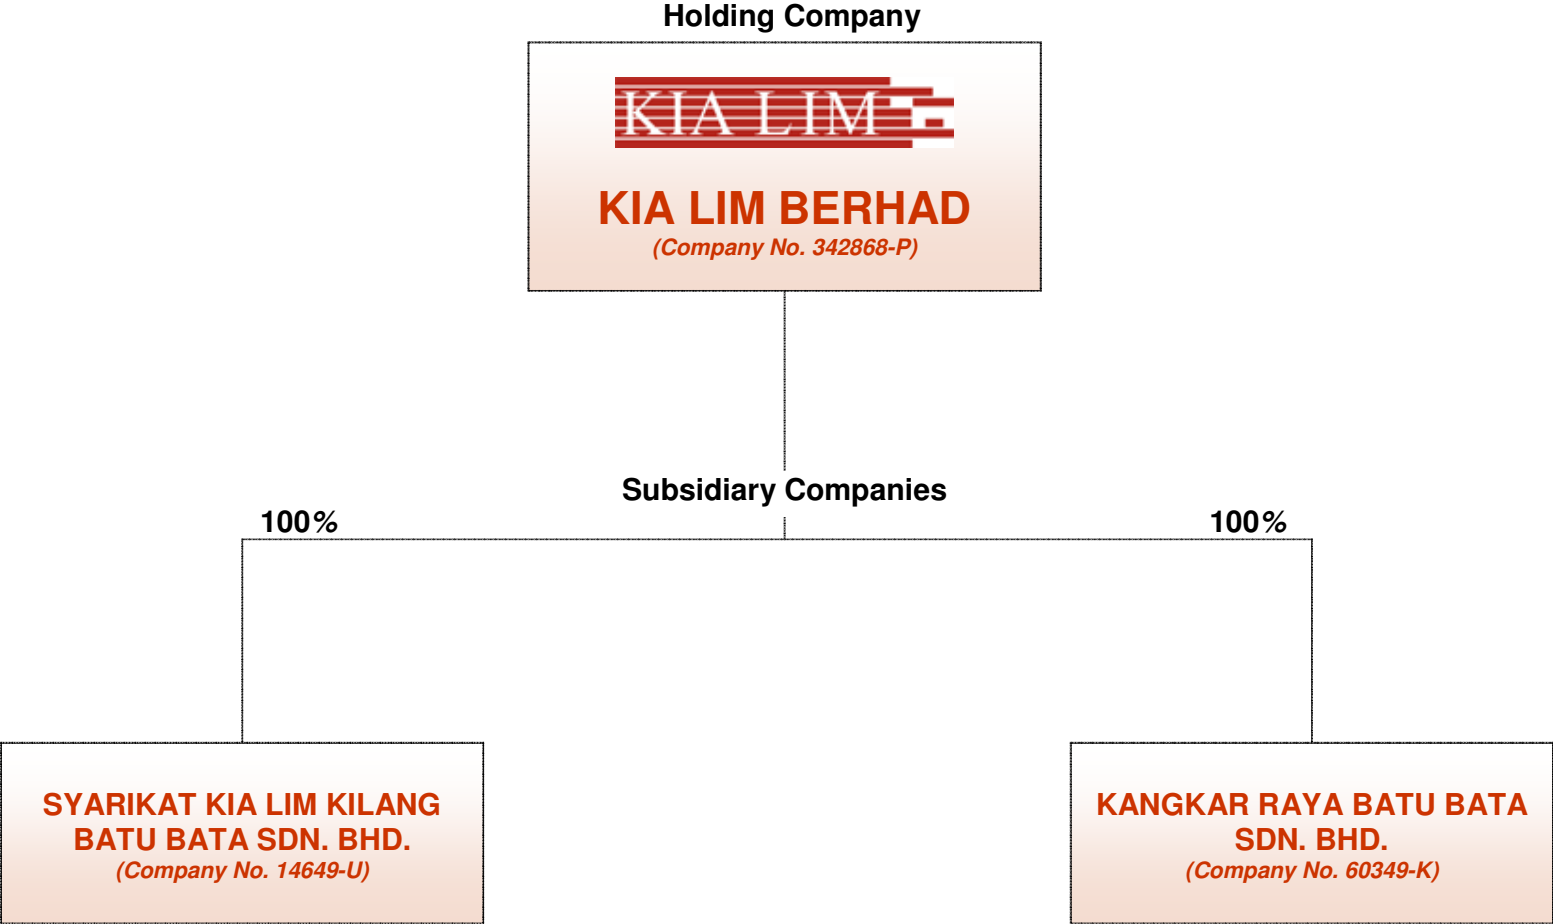 Holding Company
KIA LIM
KIA LIM BERHAD
(Company No. 342868-P)
Subsidiary Companies
100% 100%
SYARIKAT KIA LIM KILANG
BATU BATA SDN. BHD.
(Company No. 14649-U)
KANGKAR RAYA BATU BATA
SDN. BHD.
(Company No. 60349-K)